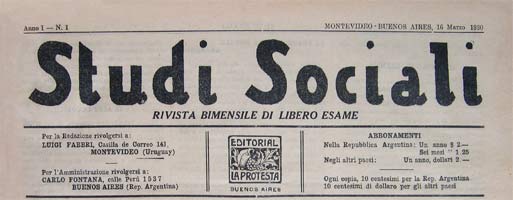 Anno I — N. 1
MONTEVIDEO - BUENOS AIRES, 16 Marzo 1930
Studi Sociali
RIVISTA BIMENSILE DI LIBERO ESAME
Per la Redazione rivolgersi a:
LUIGI FABBRI, Casilla de Correo 141,
MONTEVIDEO (Uruguay)
Per l'Amministrazione rivolgersi a:
CARLO FONTANA, calle Perú 1537
BUENOS AIRES (Rep. Argentina)
EDITORIAL
LA PROTESTA
BUENOS AIRES
ABBONAMENTI
Nella Repubblica Argentina: Un anno $ 2—
Sei mesi " 1.25
Negli altri paesi: Un anno, dollari 2.—
Ogni copia, 10 centesimi per la Rep. Argentina
10 centesimi di dollaro per gli altri paesi